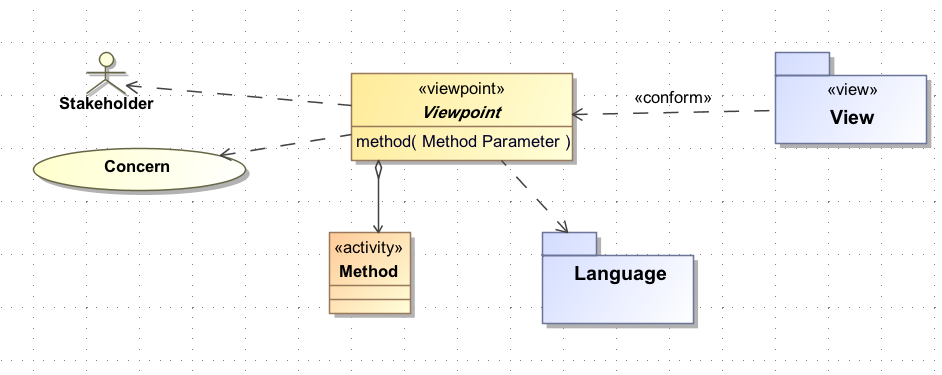 Stakeholder
«viewpoint»
Viewpoint
method( Method Parameter )
«conform»
«view»
View
Concern
«activity»
Method
Language